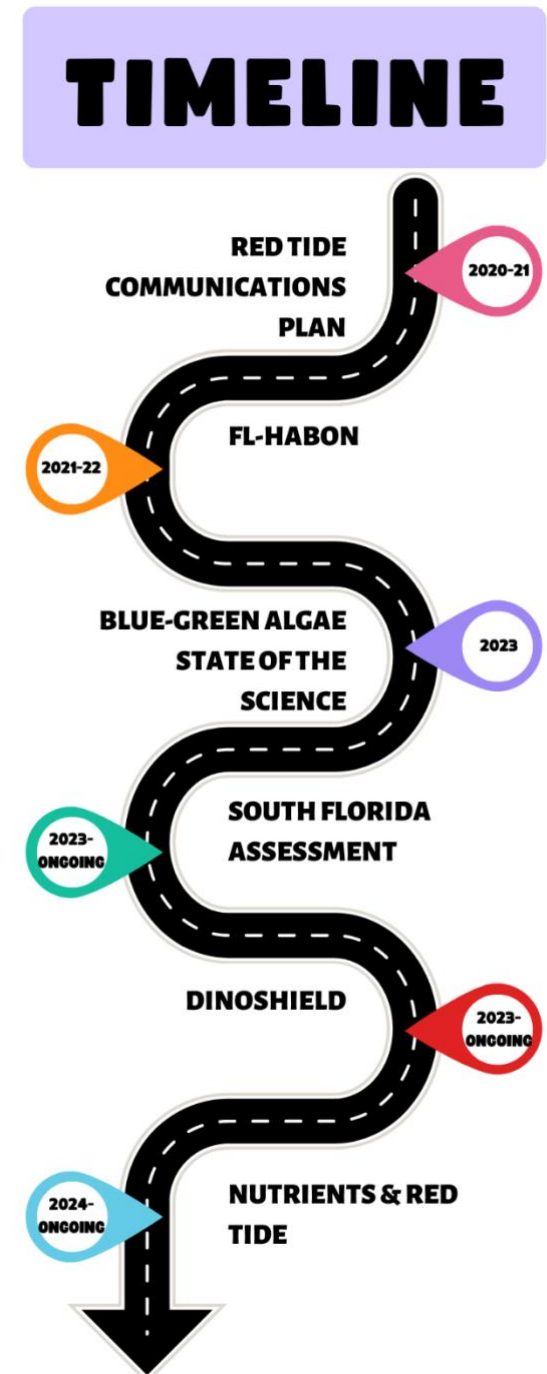 TIMELINE
RED TIDE
COMMUNICATIONS
PLAN
2020-21
FL-HABON
2021-22
BLUE-GREEN ALGAE
STATE OF THE
SCIENCE
2023
SOUTH FLORIDA
ASSESSMENT
2023-
ONGOING
DINOSHIELD
2023-
ONGOING
NUTRIENTS & RED
TIDE
2024-
ONGOING